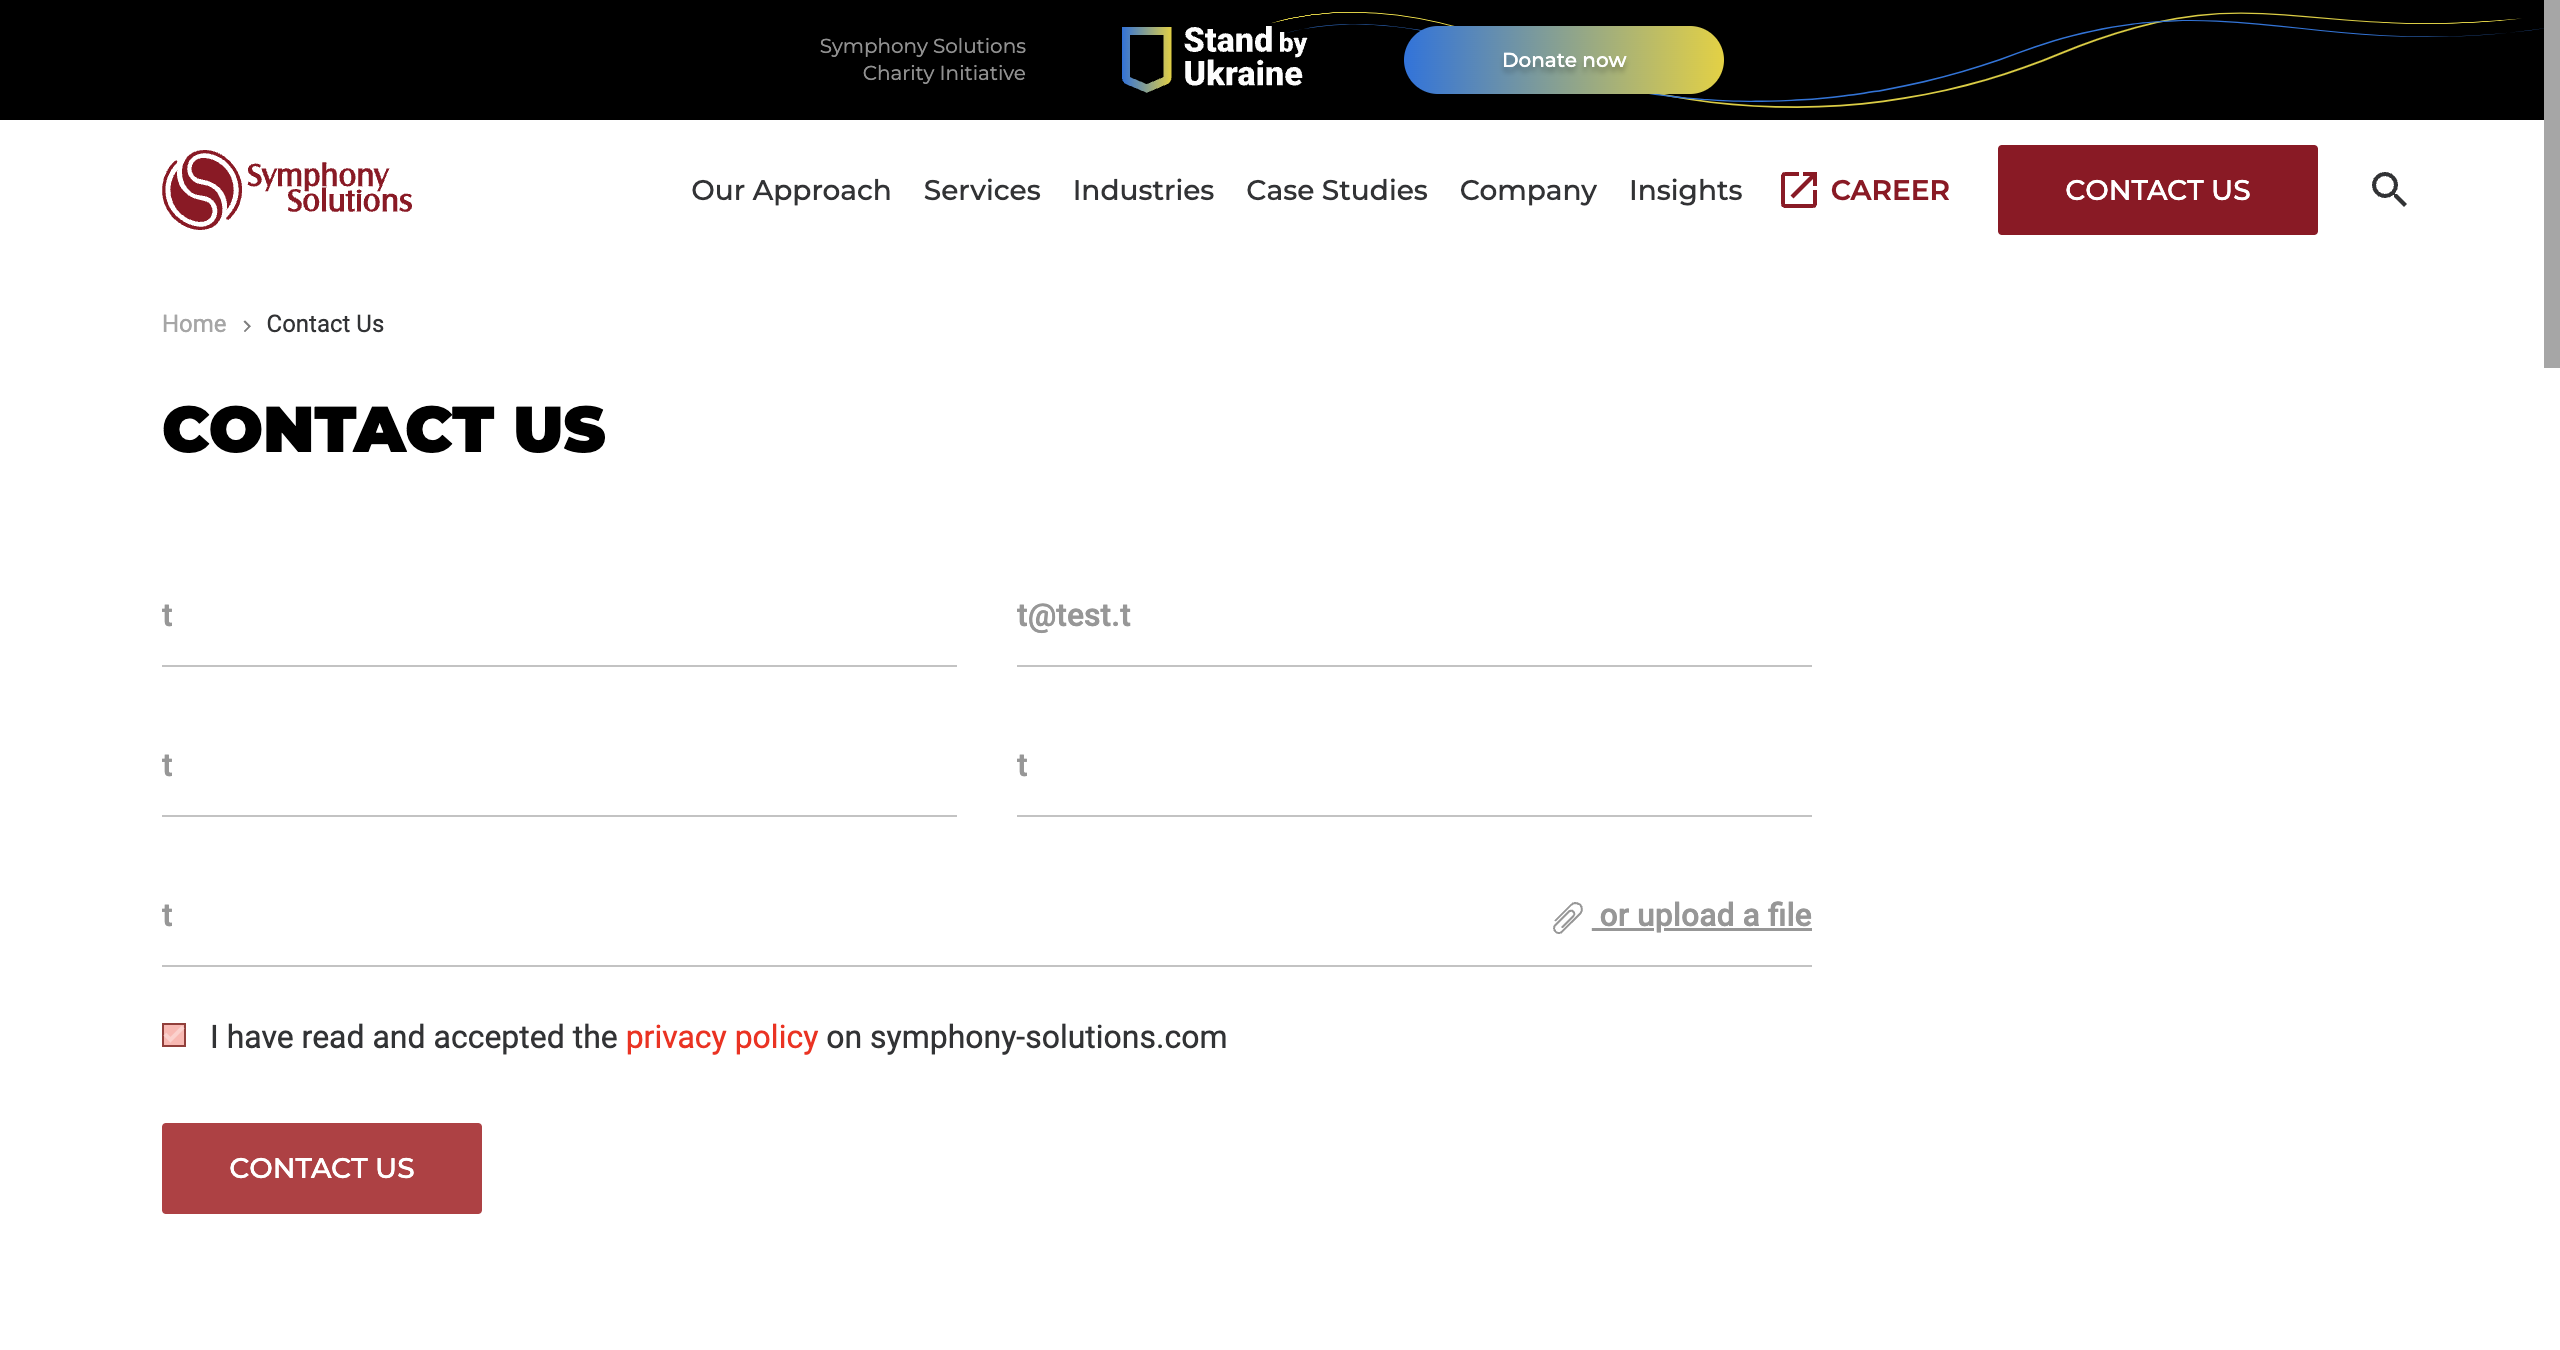 Symphony Solutions
Charity Initiative
Stand by
Ukraine
Donate now
Symphony
Solutions
Our Approach
Services
Industries
Case Studies
Company
Insights
CAREER
CONTACT US
Home › Contact Us
CONTACT US
t
t@test.t
t
t
t
or upload a file
I have read and accepted the privacy policy on symphony-solutions.com
CONTACT US